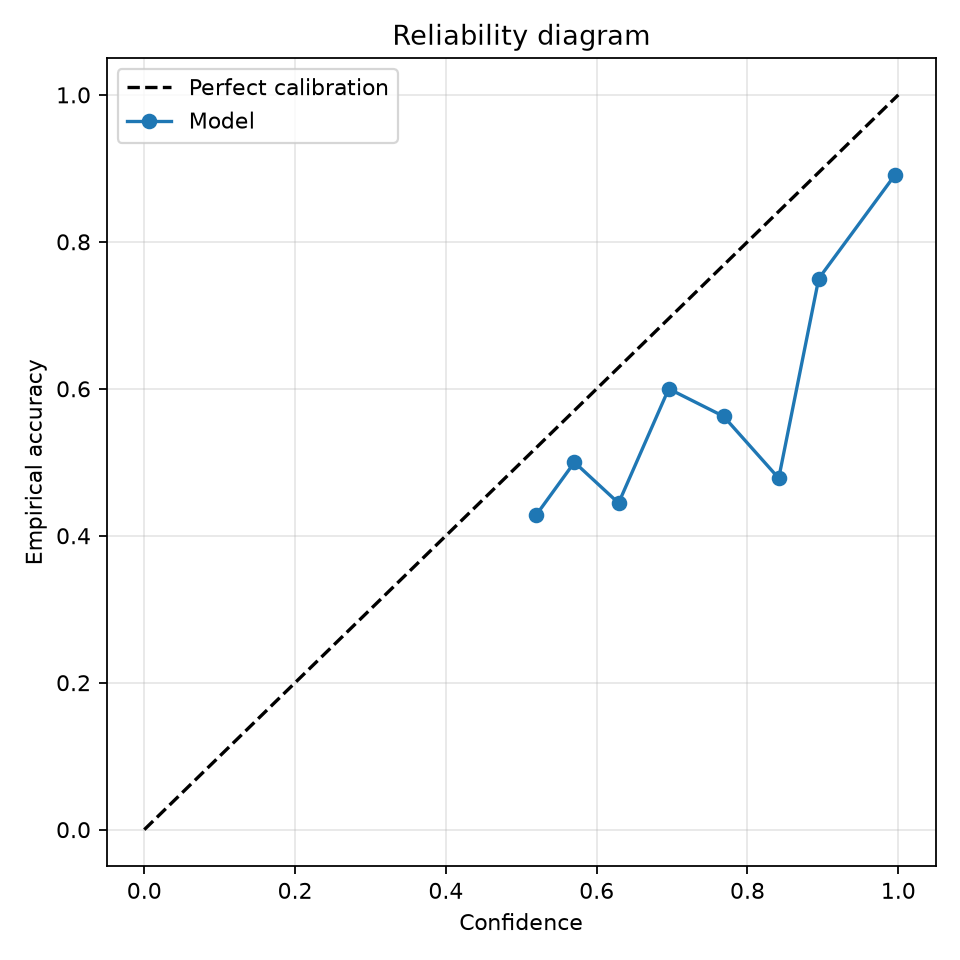 Reliability diagram
Perfect calibration
Model
1.0
0.8
0.6
0.4
0.2
0.0
Empirical accuracy
0.0 0.2 0.4 0.6 0.8 1.0
Confidence